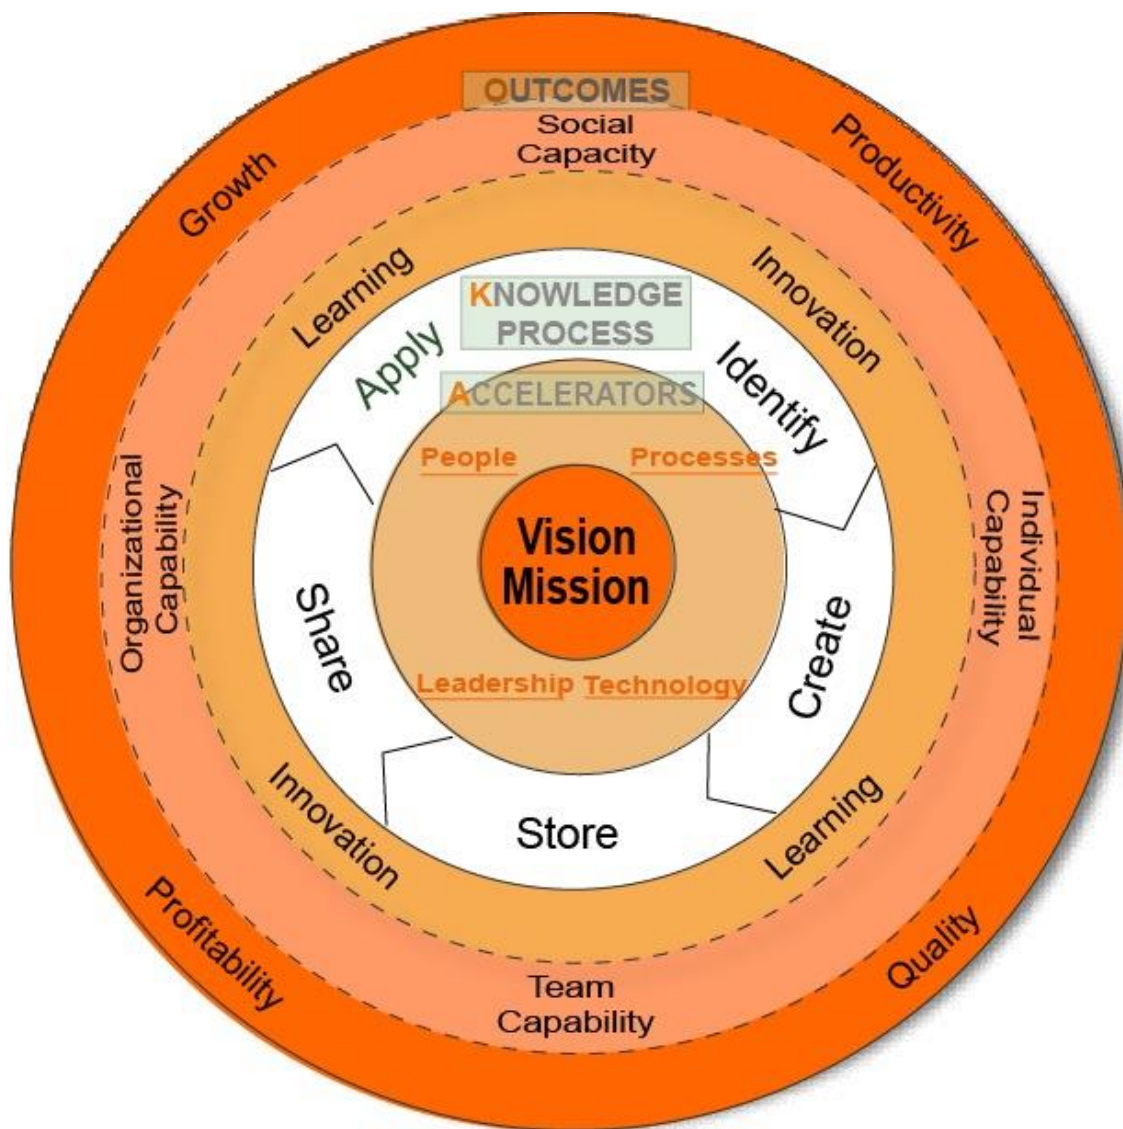 OUTCOMES
Social
Capacity
Growth
Productivity
Learning
Innovation
KNOWLEDGE
PROCESS
Apply
Identify
ACCELERATORS
People
Processes
Organizational
Capability
Individual
Capability
Vision
Mission
Share
Create
Leadership
Technology
Store
Innovation
Learning
Profitability
Quality
Team
Capability